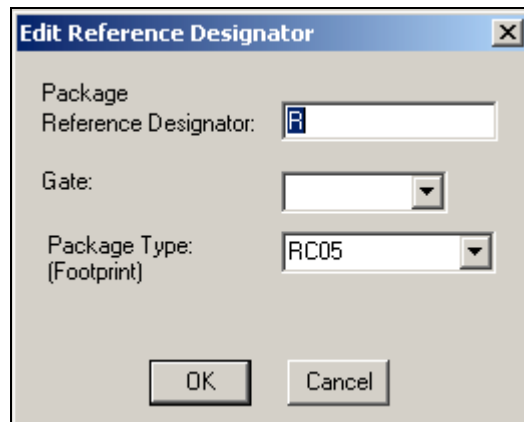 Edit Reference Designator
Package
Reference Designator: R
Gate:
Package Type: RC05
(Footprint)
OK Cancel